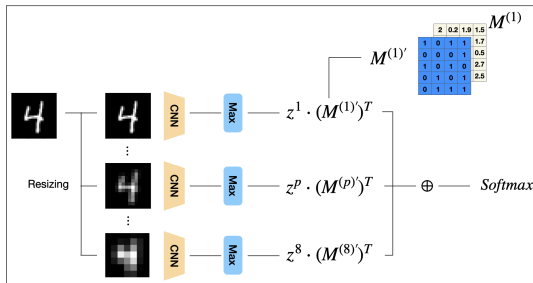 2 0.2 1.9 1.5 M^{(1)}
1 0 1 1 1.7
0 0 0 1 0.5
1 0 1 1 2.7
0 1 0 1 2.5
0 1 1 1
M^{(1)′}
CNN Max z^1 · (M^{(1)′})^T
...
Resizing CNN Max z^p · (M^{(p)′})^T ⊕ Softmax
...
CNN Max z^8 · (M^{(8)′})^T